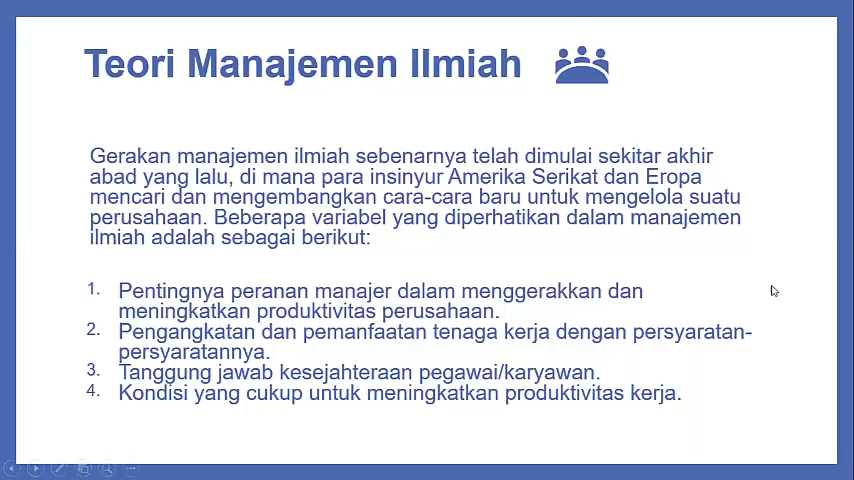 Teori Manajemen Ilmiah
Gerakan manajemen ilmiah sebenarnya telah dimulai sekitar akhir
abad yang lalu, di mana para insinyur Amerika Serikat dan Eropa
mencari dan mengembangkan cara-cara baru untuk mengelola suatu
perusahaan. Beberapa variabel yang diperhatikan dalam manajemen
ilmiah adalah sebagai berikut:
1. Pentingnya peranan manajer dalam menggerakkan dan
meningkatkan produktivitas perusahaan.
2. Pengangkatan dan pemanfaatan tenaga kerja dengan persyaratan-
persyaratannya.
3. Tanggung jawab kesejahteraan pegawai/karyawan.
4. Kondisi yang cukup untuk meningkatkan produktivitas kerja.